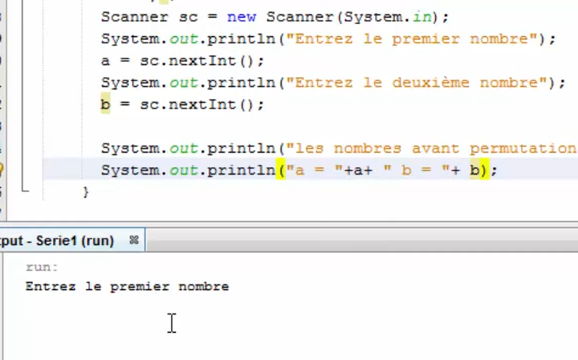 Scanner sc = new Scanner(System.in);
System.out.println("Entrez le premier nombre");
a = sc.nextInt();
System.out.println("Entrez le deuxième nombre");
b = sc.nextInt();
System.out.println("les nombres avant permutation
System.out.println("a = "+a+ " b = "+ b);
}
put - Serie1 (run)
run:
Entrez le premier nombre